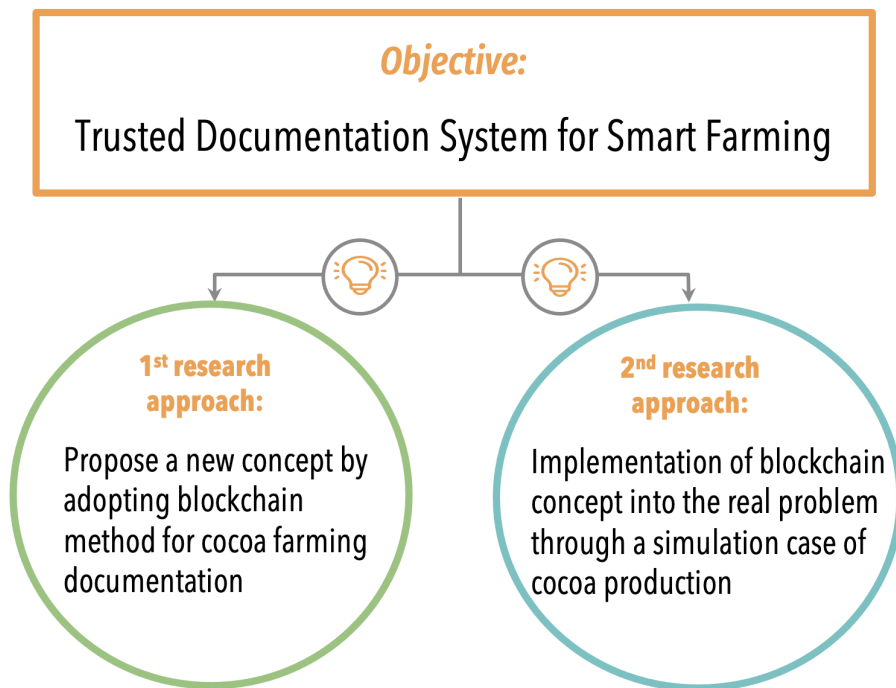 Objective:
Trusted Documentation System for Smart Farming
1st research
approach:
Propose a new concept by
adopting blockchain
method for cocoa farming
documentation
2nd research
approach:
Implementation of blockchain
concept into the real problem
through a simulation case of
cocoa production